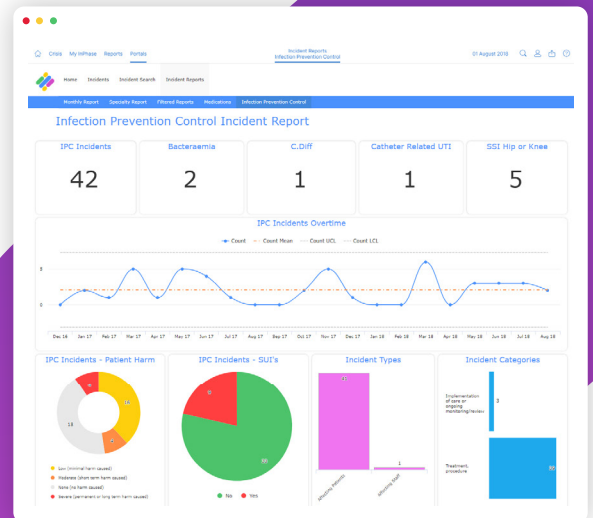 Crisis My InPhase Reports Portals
Incident Reports
Infection Prevention Control
01 August 2018
Home Incidents Incident Search Incident Reports
Monthly Report Specialty Report Filtered Reports Medications Infection Prevention Control
Infection Prevention Control Incident Report
IPC Incidents
42
Bacteraemia
2
C.Diff
1
Catheter Related UTI
1
SSI Hip or Knee
5
IPC Incidents Overtime
Count Count Mean Count UCL Count LCL
5
0
Dec 16 Jan 17 Feb 17 Mar 17 Apr 17 May 17 Jun 17 Jul 17 Aug 17 Sep 17 Oct 17 Nov 17 Dec 17 Jan 18 Feb 18 Mar 18 Apr 18 May 18 Jun 18 Jul 18 Aug 18
IPC Incidents - Patient Harm
18
Low (minimal harm caused)
Moderate (short term harm caused)
None (no harm caused)
Severe (permanent or long term harm caused)
IPC Incidents - SUI's
No Yes
Incident Types
41
1
Affecting Patients
Affecting Staff
Incident Categories
Implementation
of care or
ongoing
monitoring/review
Treatment,
procedure